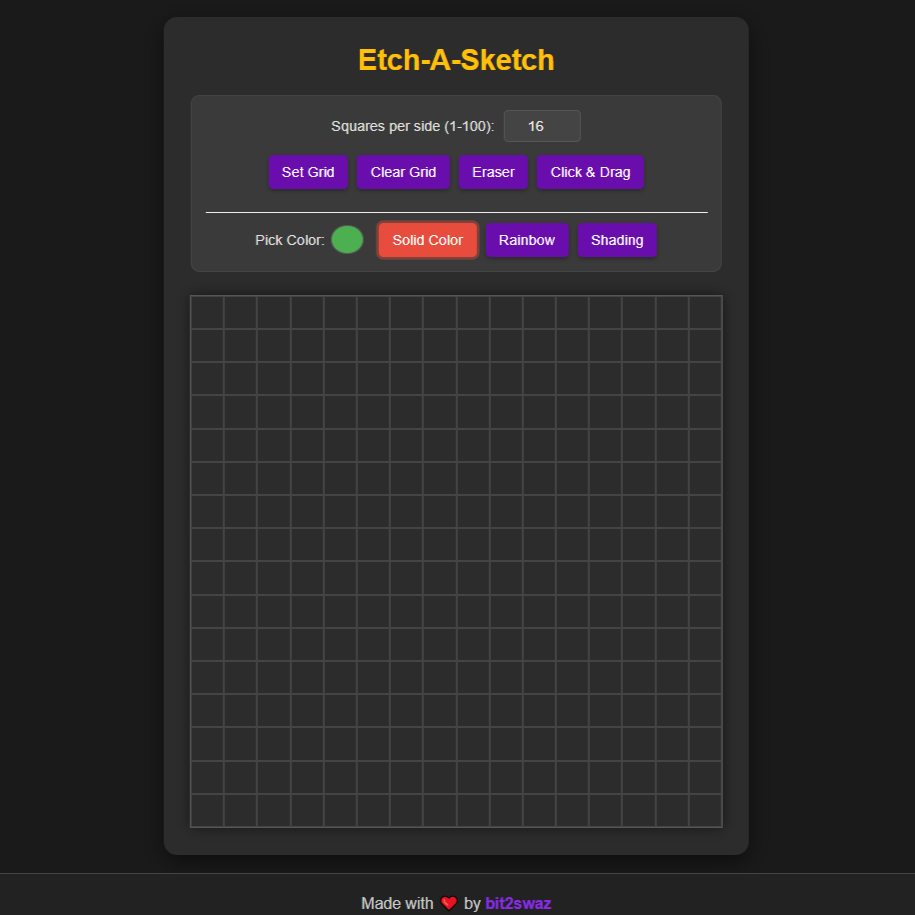 Etch-A-Sketch
Squares per side (1-100): 16
Set Grid Clear Grid Eraser Click & Drag
Pick Color: Solid Color Rainbow Shading
Made with ❤️ by bit2swaz